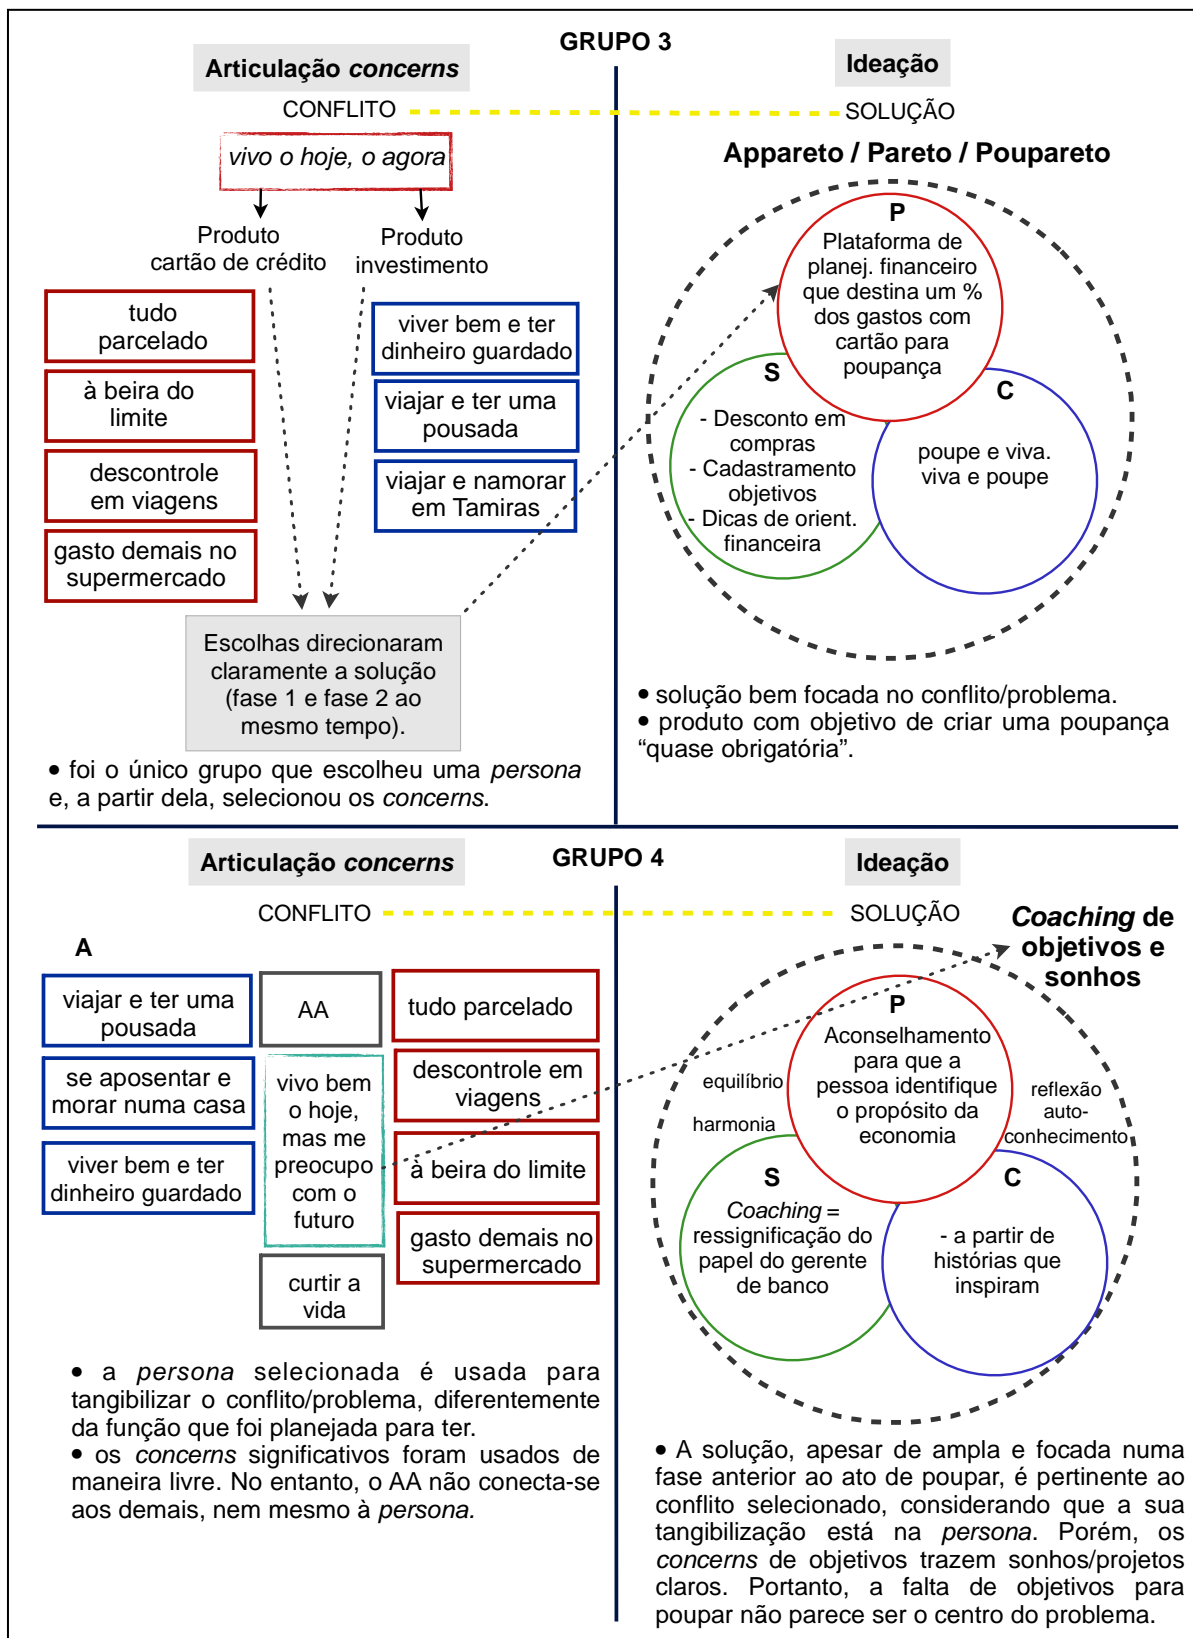 GRUPO 3
Articulação concerns
CONFLITO
vivo o hoje, o agora
Produto
cartão de crédito
Produto
investimento
tudo
parcelado
à beira do
limite
descontrole
em viagens
gasto demais no
supermercado
viver bem e ter
dinheiro guardado
viajar e ter uma
pousada
viajar e namorar
em Tamiras
Escolhas direcionaram
claramente a solução
(fase 1 e fase 2 ao
mesmo tempo).
• foi o único grupo que escolheu uma persona
e, a partir dela, selecionou os concerns.
Ideação
SOLUÇÃO
Appareto / Pareto / Poupareto
P
Plataforma de
planej. financeiro
que destina um %
dos gastos com
cartão para
poupança
S
- Desconto em
compras
- Cadastramento
objetivos
- Dicas de orient.
financeira
C
poupe e viva.
viva e poupe
• solução bem focada no conflito/problema.
• produto com objetivo de criar uma poupança
“quase obrigatória”.
GRUPO 4
Articulação concerns
CONFLITO
A
viajar e ter uma
pousada
se aposentar e
morar numa casa
viver bem e ter
dinheiro guardado
AA
vivo bem
o hoje,
mas me
preocupo
com o
futuro
curtir a
vida
tudo parcelado
descontrole em
viagens
à beira do limite
gasto demais no
supermercado
• a persona selecionada é usada para
tangibilizar o conflito/problema, diferentemente
da função que foi planejada para ter.
• os concerns significativos foram usados de
maneira livre. No entanto, o AA não conecta-se
aos demais, nem mesmo à persona.
Ideação
SOLUÇÃO
Coaching de
objetivos e
sonhos
P
Aconselhamento
para que a
pessoa identifique
o propósito da
economia
equilíbrio
harmonia
reflexão
auto-
conhecimento
S
Coaching =
ressignificação do
papel do gerente
de banco
C
- a partir de
histórias que
inspiram
• A solução, apesar de ampla e focada numa
fase anterior ao ato de poupar, é pertinente ao
conflito selecionado, considerando que a sua
tangibilização está na persona. Porém, os
concerns de objetivos trazem sonhos/projetos
claros. Portanto, a falta de objetivos para
poupar não parece ser o centro do problema.